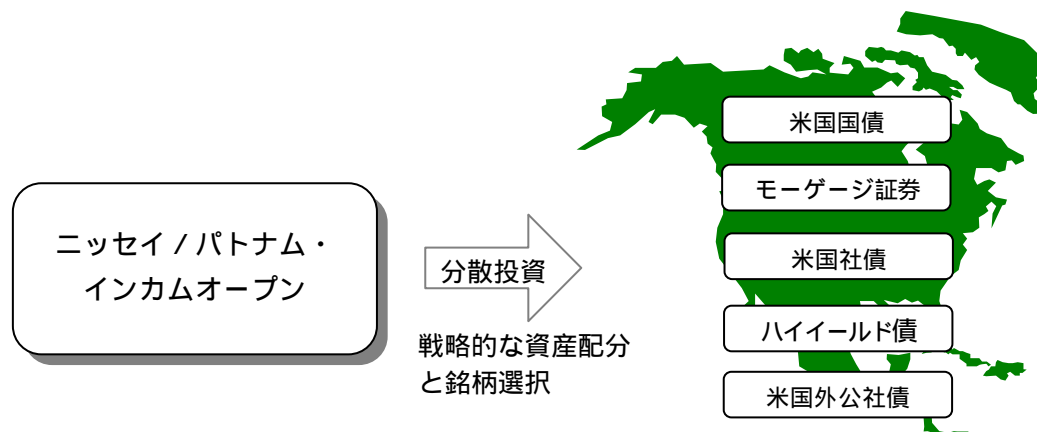 ニッセイ / パトナム・
インカムオープン
分散投資
戦略的な資産配分
と銘柄選択
米国国債
モーゲージ証券
米国社債
ハイイールド債
米国外公社債